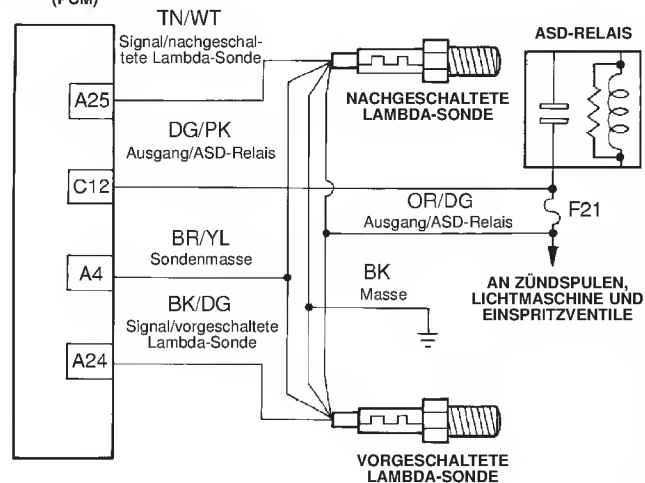 (PCM)
TN/WT
Signal/nachgeschal-
tete Lambda-Sonde
A25
NACHGESCHALTETE
LAMBDA-SONDE
ASD-RELAIS
DG/PK
Ausgang/ASD-Relais
C12
OR/DG
Ausgang/ASD-Relais
F21
BR/YL
Sondenmasse
A4
BK
Masse
AN ZÜNDSPULEN,
LICHTMASCHINE UND
EINSPRITZVENTILE
BK/DG
Signal/vorgeschaltete
Lambda-Sonde
A24
VORGESCHALTETE
LAMBDA-SONDE